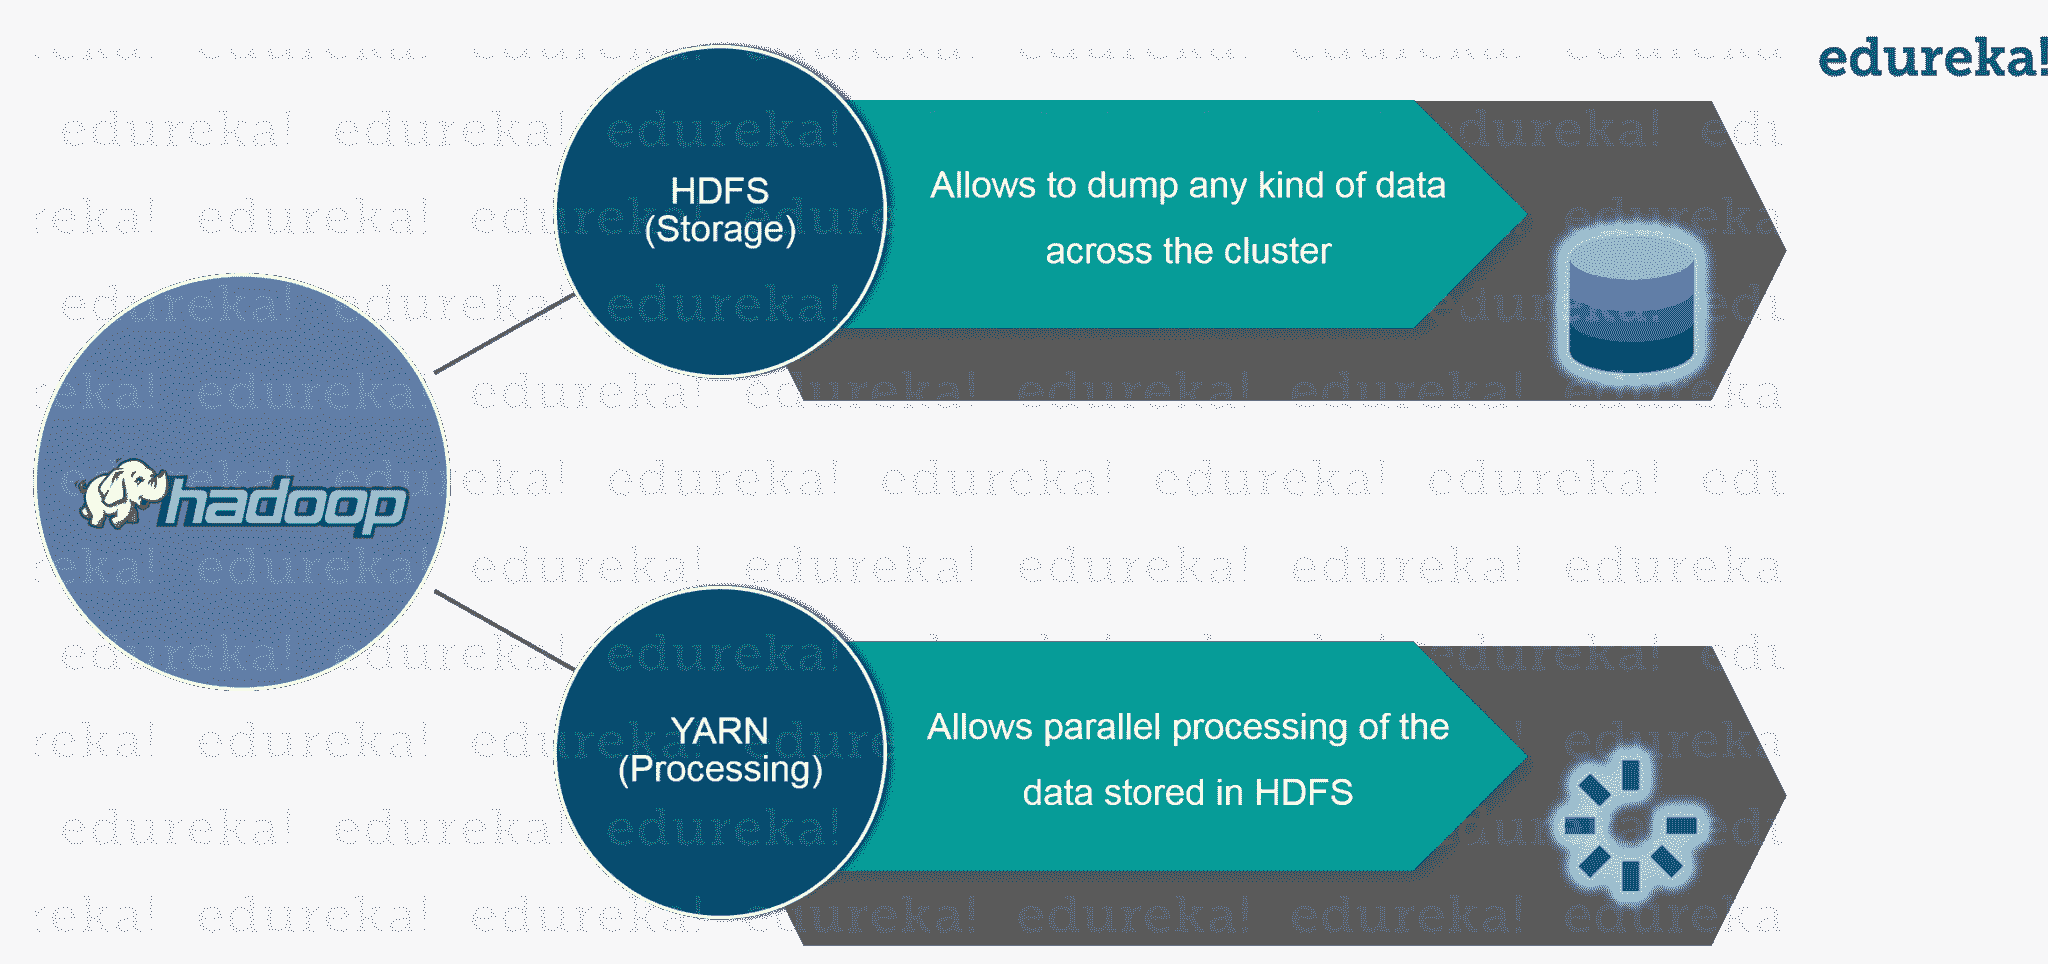 edureka!
HDFS
(Storage)
Allows to dump any kind of data
across the cluster
hadoop
YARN
(Processing)
Allows parallel processing of the
data stored in HDFS